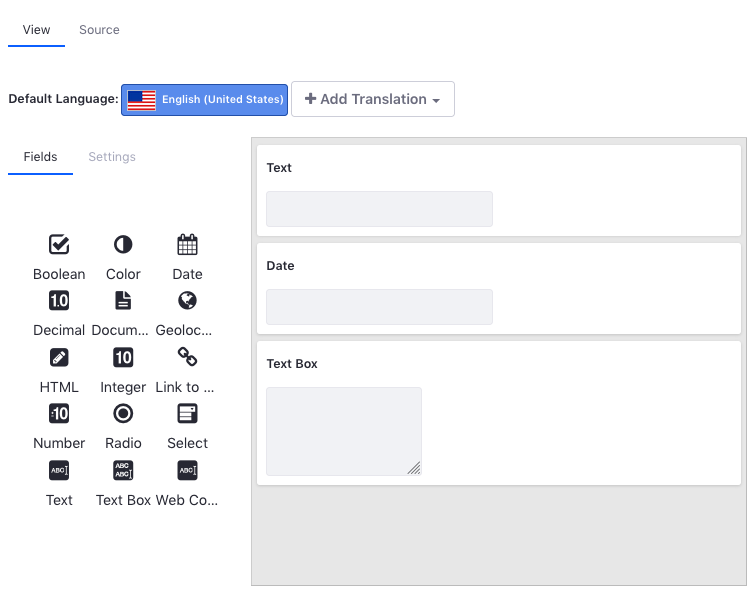 View Source
Default Language: English (United States) + Add Translation
Fields Settings
Text
Date
Text Box
Boolean Color Date
1.0
Decimal Docum... Geoloc...
10
HTML Integer Link to ...
10
Number Radio Select
ABC ABC ABC ABC
Text Text Box Web Co...